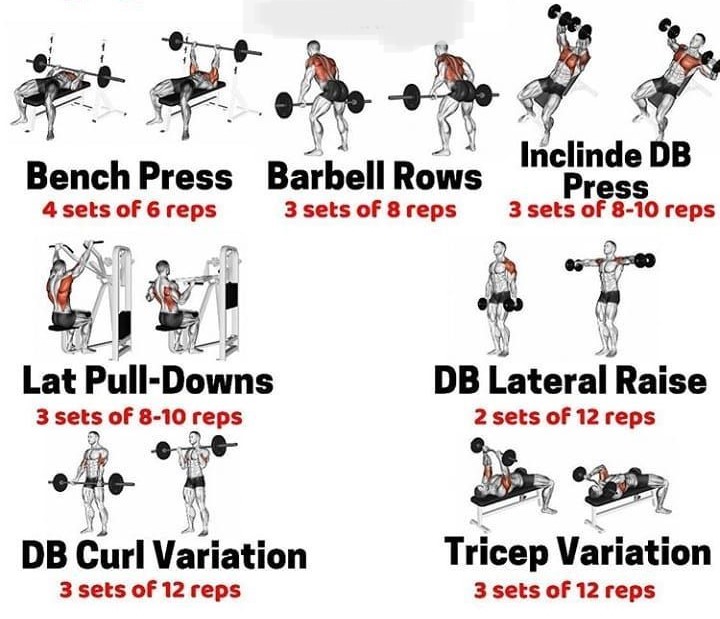 Bench Press
4 sets of 6 reps
Barbell Rows
3 sets of 8 reps
Inclinde DB
Press
3 sets of 8-10 reps
Lat Pull-Downs
3 sets of 8-10 reps
DB Lateral Raise
2 sets of 12 reps
DB Curl Variation
3 sets of 12 reps
Tricep Variation
3 sets of 12 reps